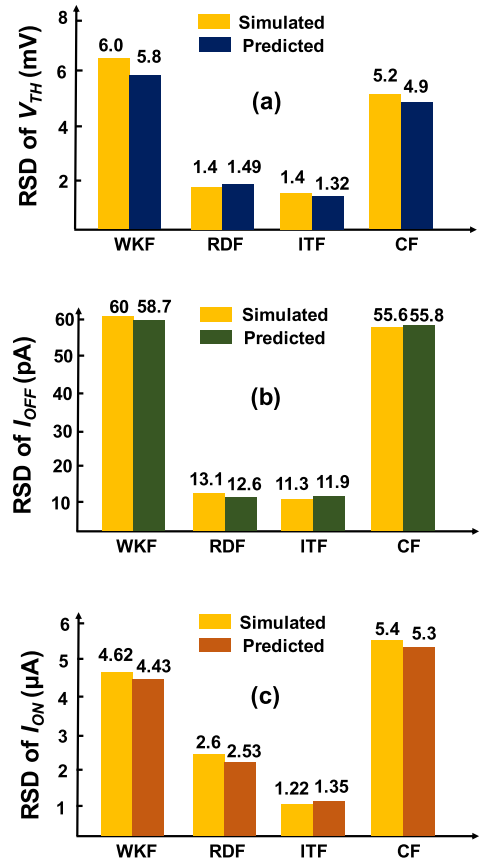 8
6
4
2
RSD of V_TH (mV)
Simulated
Predicted
(a)
6.0
5.8
1.4
1.49
1.4
1.32
5.2
4.9
WKF
RDF
ITF
CF
60
50
40
30
20
10
RSD of I_OFF (pA)
Simulated
Predicted
(b)
60
58.7
13.1
12.6
11.3
11.9
55.6
55.8
WKF
RDF
ITF
CF
6
5
4
3
2
1
RSD of I_ON (μA)
Simulated
Predicted
(c)
4.62
4.43
2.6
2.53
1.22
1.35
5.4
5.3
WKF
RDF
ITF
CF